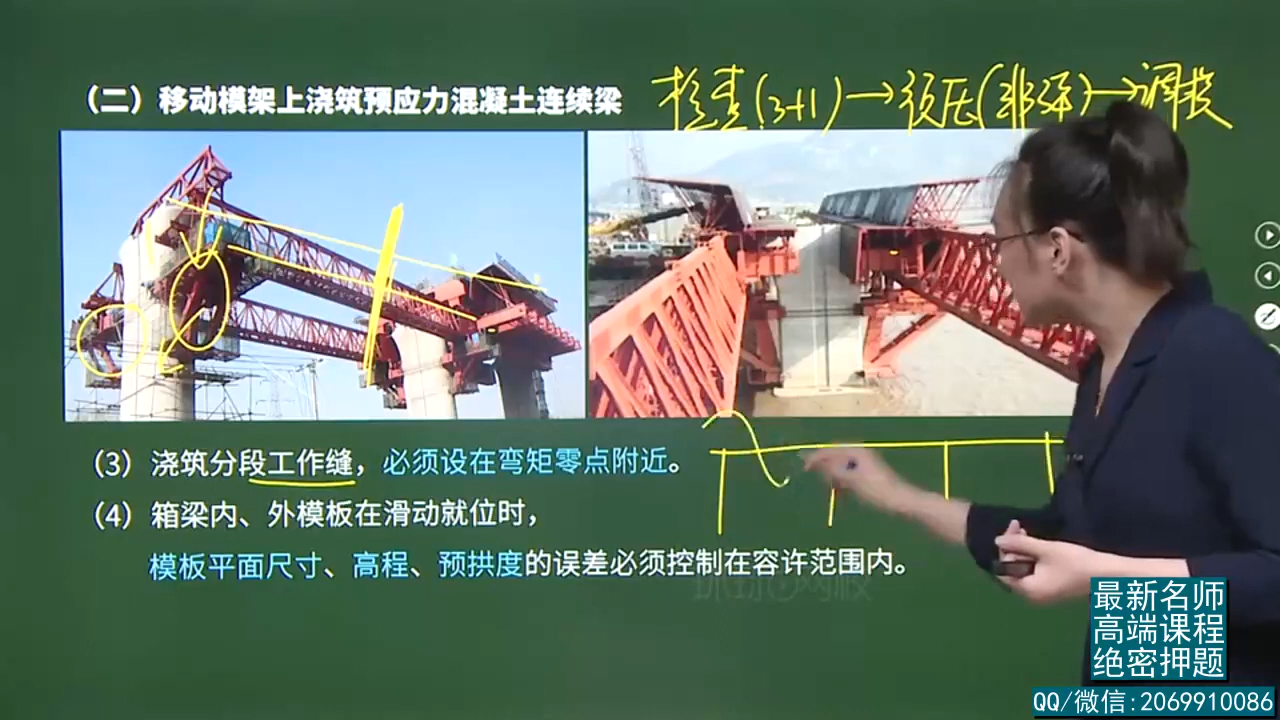 （二）移动模架上浇筑预应力混凝土连续梁
检查(3+1)→预压(非弹)→调模
（3）浇筑分段工作缝，必须设在弯矩零点附近。
（4）箱梁内、外模板在滑动就位时，
模板平面尺寸、高程、预拱度的误差必须控制在容许范围内。
最新名师
高端课程
绝密押题
QQ/微信:2069910086